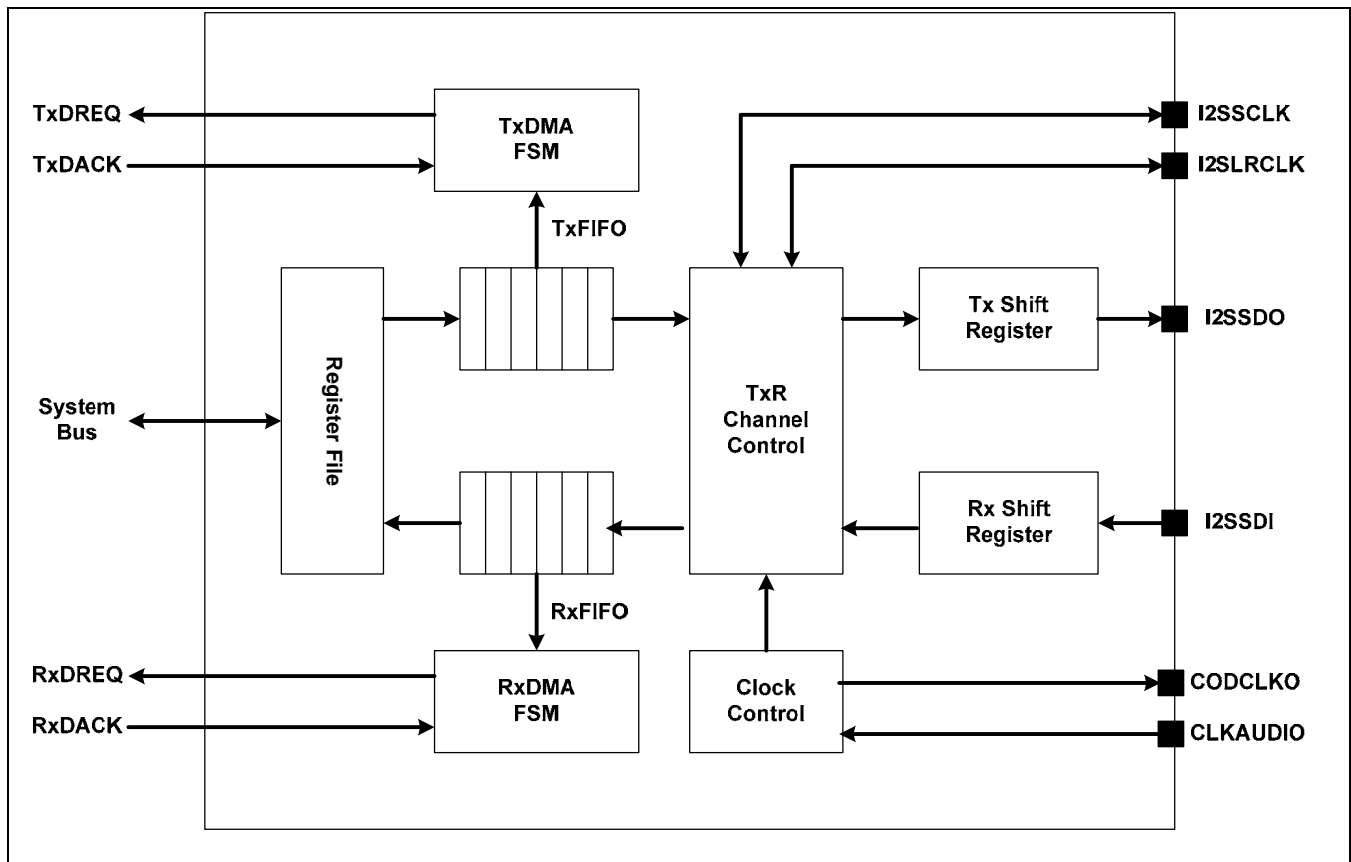 TxDREQ
TxDACK
TxDMA
FSM
TxFIFO
I2SSCLK
I2SLRCLK
System
Bus
Register File
TxR
Channel
Control
Tx Shift
Register
I2SSDO
Rx Shift
Register
I2SSDI
RxFIFO
RxDREQ
RxDACK
RxDMA
FSM
Clock
Control
CODCLKO
CLKAUDIO